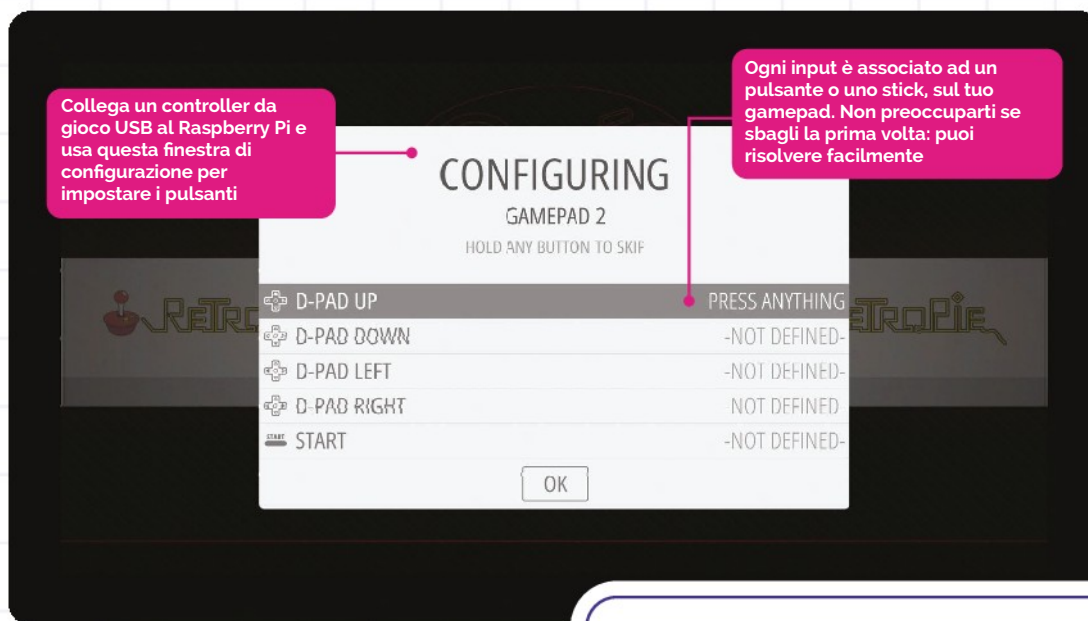 Collega un controller da
gioco USB al Raspberry Pi e
usa questa finestra di
configurazione per
impostare i pulsanti
Ogni input è associato ad un
pulsante o uno stick, sul tuo
gamepad. Non preoccuparti se
sbagli la prima volta: puoi
risolvere facilmente
CONFIGURING
GAMEPAD 2
HOLD ANY BUTTON TO SKIP
D-PAD UP PRESS ANYTHING
D-PAD DOWN -NOT DEFINED-
D-PAD LEFT -NOT DEFINED-
D-PAD RIGHT NOT DEFINED
START START -NOT DEFINED-
OK